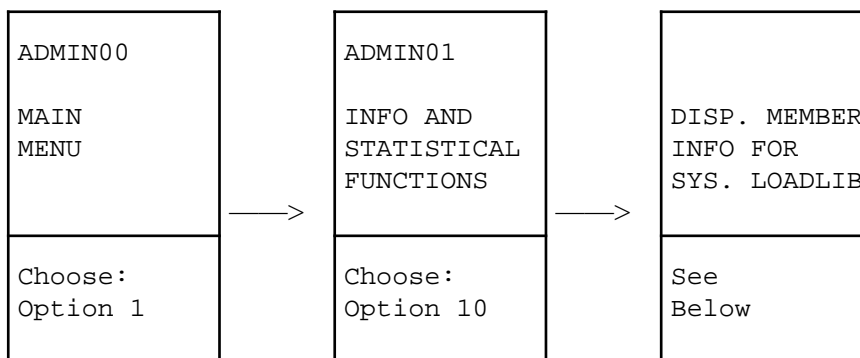 ADMIN00
MAIN
MENU
Choose:
Option 1
ADMIN01
INFO AND
STATISTICAL
FUNCTIONS
Choose:
Option 10
DISP. MEMBER
INFO FOR
SYS. LOADLIB
See
Below